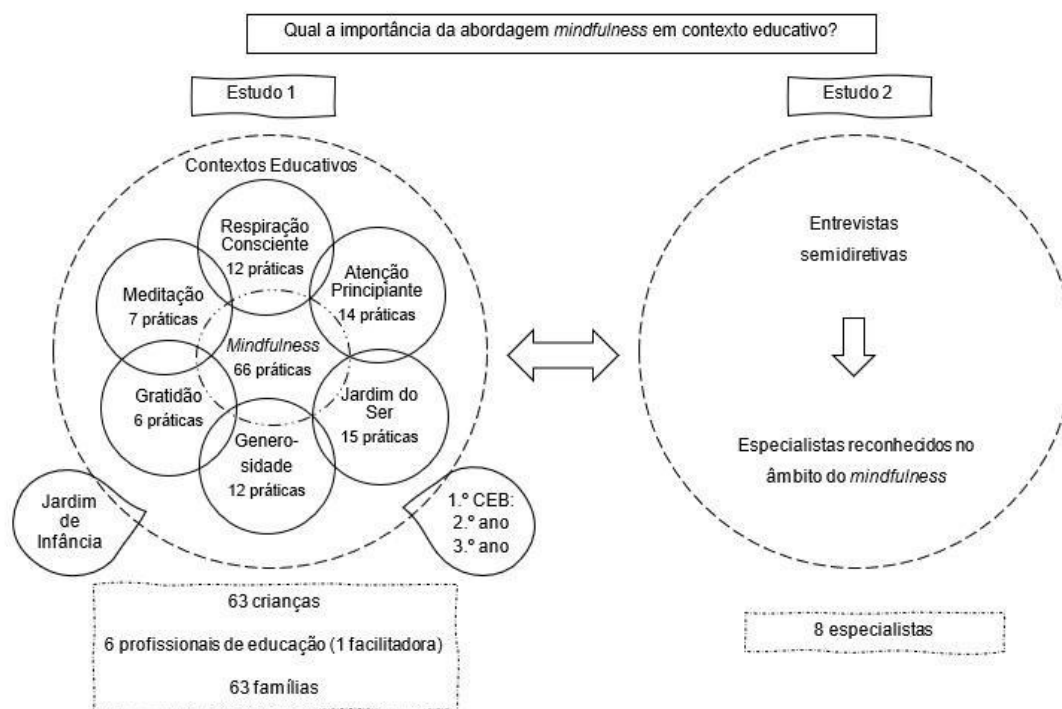 Qual a importância da abordagem mindfulness em contexto educativo?
Estudo 1
Contextos Educativos
Respiração
Consciente
12 práticas
Meditação
7 práticas
Atenção
Principiante
14 práticas
Mindfulness
66 práticas
Gratidão
6 práticas
Jardim do
Ser
15 práticas
Genero-
sidade
12 práticas
Jardim
de
Infância
1.º CEB:
2.º ano
3.º ano
63 crianças
6 profissionais de educação (1 facilitadora)
63 famílias
Estudo 2
Entrevistas
semidiretivas
Especialistas reconhecidos no
âmbito do mindfulness
8 especialistas